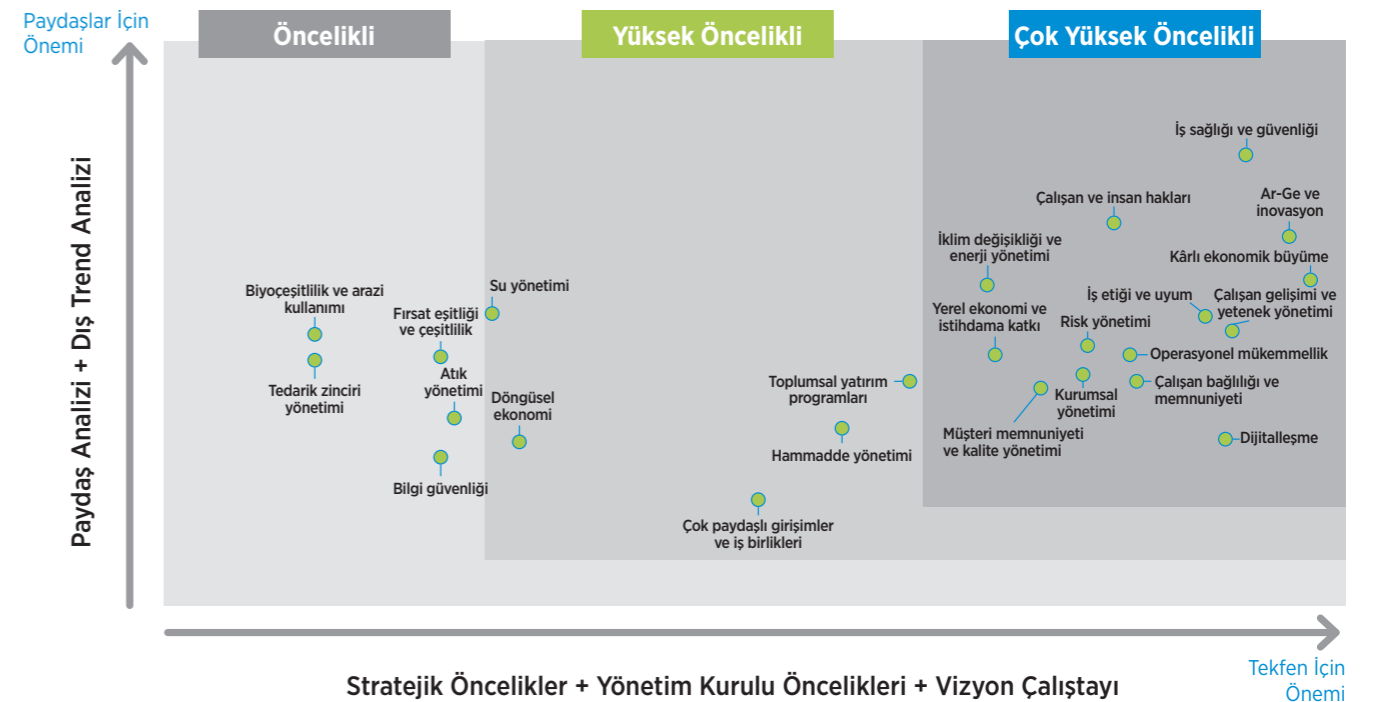 Paydaşlar İçin
Önemi
Öncelikli
Yüksek Öncelikli
Çok Yüksek Öncelikli
Paydaş Analizi + Dış Trend Analizi
Biyoçeşitlilik ve arazi
kullanımı
Tedarik zinciri
yönetimi
Fırsat eşitliği
ve çeşitlilik
Atık
yönetimi
Bilgi güvenliği
Su yönetimi
Döngüsel
ekonomi
Toplumsal yatırım
programları
Hammadde yönetimi
Çok paydaşlı girişimler
ve iş birlikleri
İş sağlığı ve güvenliği
Çalışan ve insan hakları
Ar-Ge ve
inovasyon
İklim değişikliği ve
enerji yönetimi
Kârlı ekonomik büyüme
Yerel ekonomi ve
istihdama katkı
Risk yönetimi
İş etiği ve uyum
Çalışan gelişimi ve
yetenek yönetimi
Operasyonel mükemmellik
Çalışan bağlılığı ve
memnuniyeti
Kurumsal
yönetimi
Müşteri memnuniyeti
ve kalite yönetimi
Dijitalleşme
Tekfen İçin
Önemi
Stratejik Öncelikler + Yönetim Kurulu Öncelikleri + Vizyon Çalıştayı